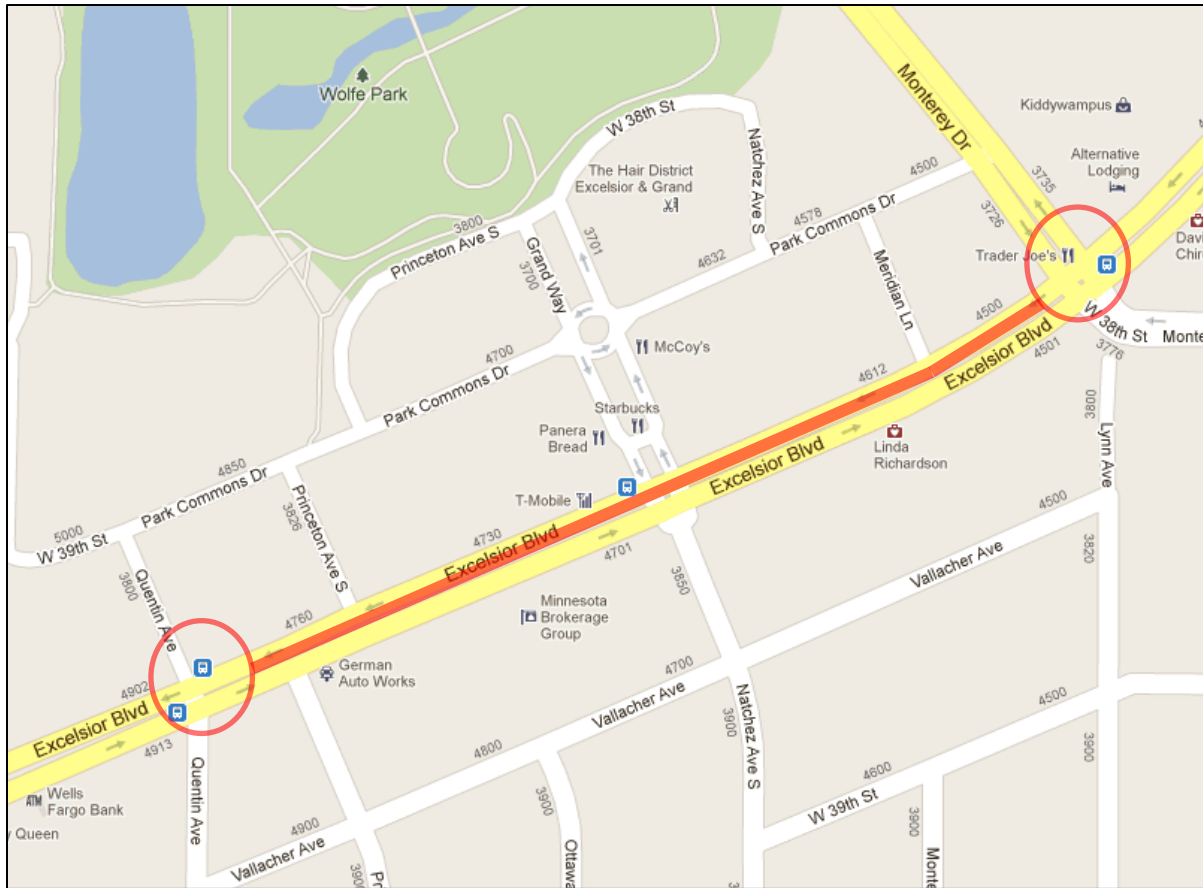 Wolfe Park
Monterey Dr
Kiddywampus
W 38th St
Natchez Ave S
The Hair District
Excelsior & Grand
4500
Alternative
Lodging
3735
3726
3800
Princeton Ave S
Grand Way
3700
3701
4578
Park Commons Dr
4632
Meridian Ln
Trader Joe's
4500
W 38th St
3776
4501
Excelsior Blvd
4700
Park Commons Dr
McCoy's
4612
Starbucks
Panera
Bread
Linda
Richardson
3800
Lynn Ave
Excelsior Blvd
4850
Park Commons Dr
T-Mobile
5000
W 39th St
3826
Princeton Ave S
4730
Excelsior Blvd
4701
4500
Vallacher Ave
3820
3800
Quentin Ave
3850
4760
Minnesota
Brokerage
Group
German
Auto Works
4700
Vallacher Ave
4902
Excelsior Blvd
4913
Natchez Ave S
3900
4500
3900
Quentin Ave
4800
4600
W 39th St
ATM
Wells
Fargo Bank
4900
Vallacher Ave
3900
3900
3900
Queen
Ottawa